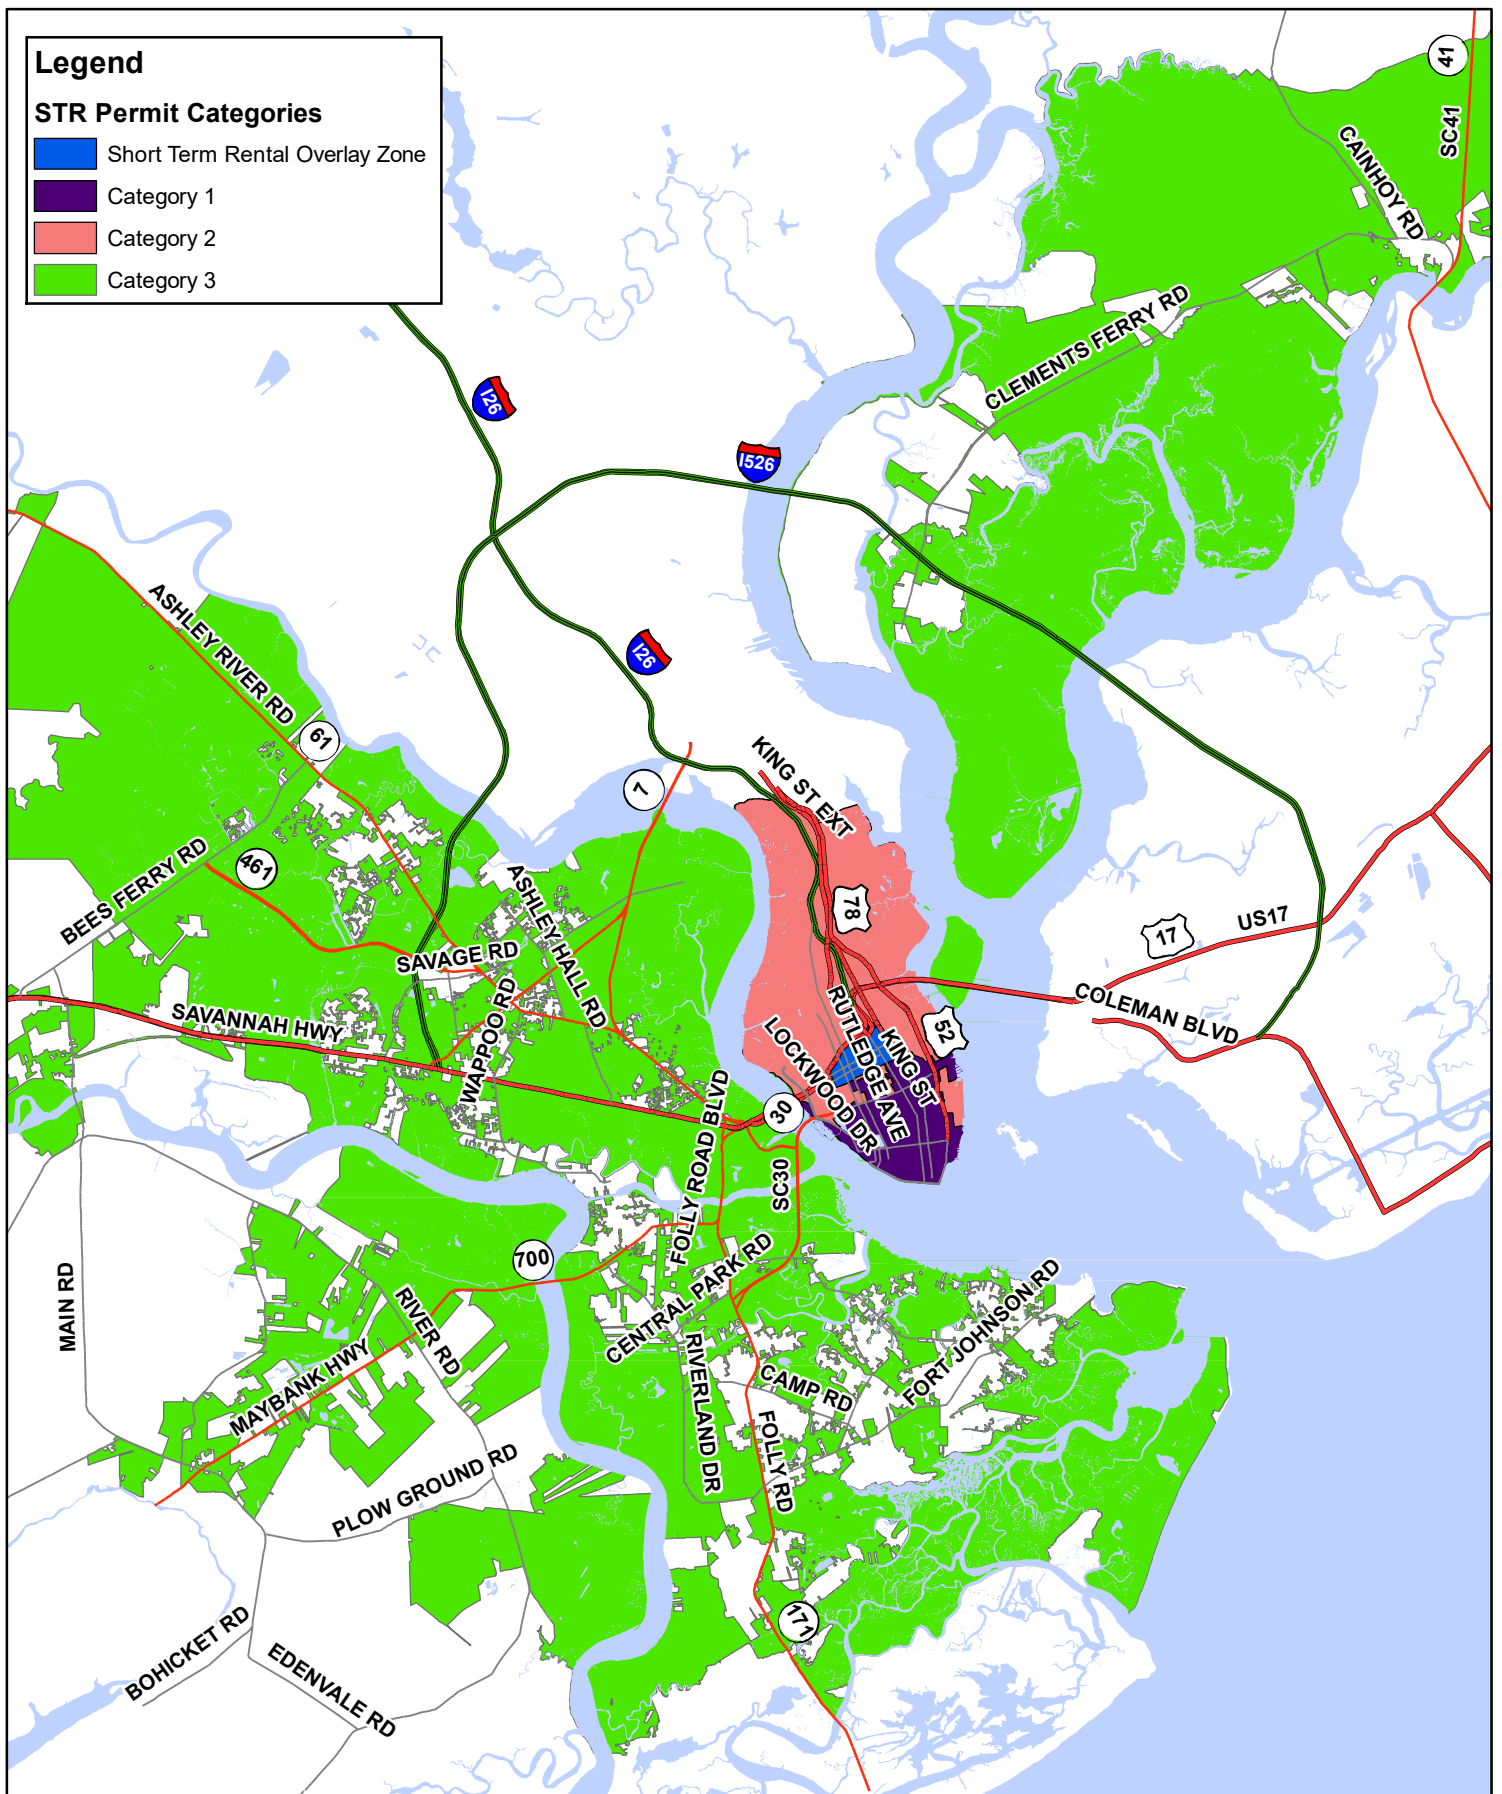 Legend
STR Permit Categories
Short Term Rental Overlay Zone
Category 1
Category 2
Category 3
41
SC41
CAINHOY RD
CLEMENTS FERRY RD
I26
I526
ASHLEY RIVER RD
I26
61
7
KING ST EXT
BEES FERRY RD
461
ASHLEY HALL RD
78
US17
17
SAVAGE RD
WAPPOO RD
SAVANNAH HWY
COLEMAN BLVD
RUTLEDGE AVE
LOCKWOOD DR
KING ST
52
30
FOLLY ROAD BLVD
SC30
700
CENTRAL PARK RD
MAIN RD
RIVER RD
MAYBANK HWY
RIVERLAND DR
CAMP RD
FORT JOHNSON RD
FOLLY RD
PLOW GROUND RD
171
BOHICKET RD
EDENVALE RD